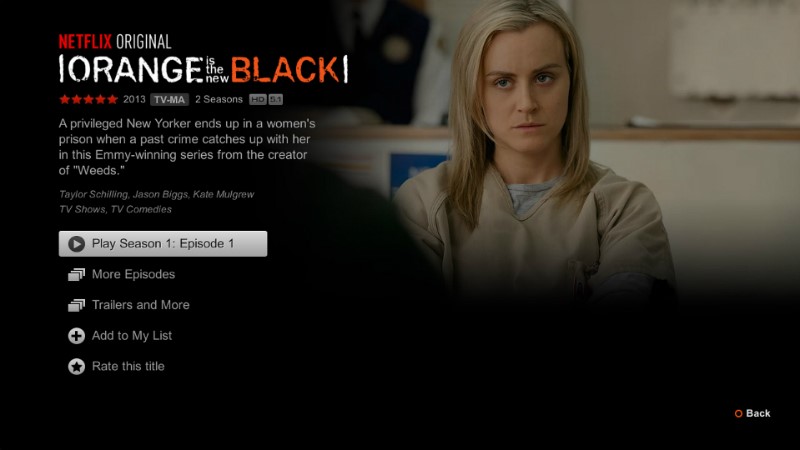 NETFLIX ORIGINAL
ORANGE is the new BLACK
2013 TV-MA 2 Seasons HD 5.1
A privileged New Yorker ends up in a women's
prison when a past crime catches up with her
in this Emmy-winning series from the creator
of "Weeds."
Taylor Schilling, Jason Biggs, Kate Mulgrew
TV Shows, TV Comedies
Play Season 1: Episode 1
More Episodes
Trailers and More
Add to My List
Rate this title
Back